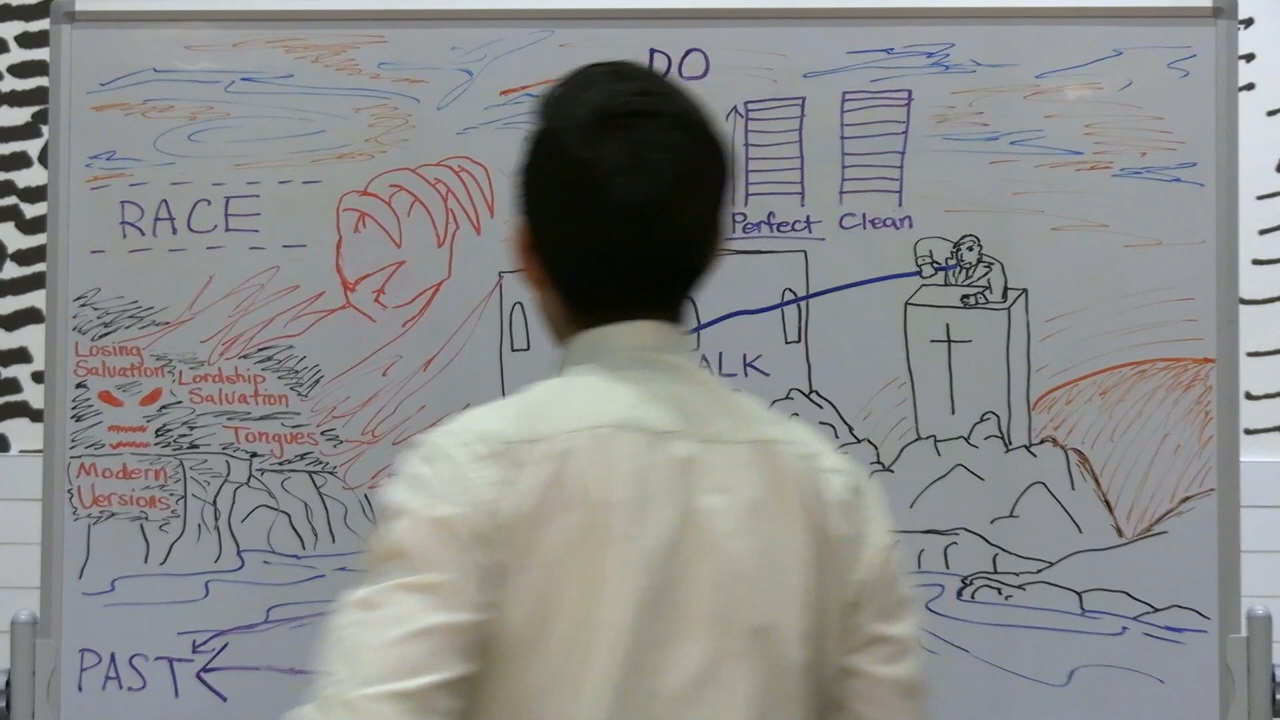 DO
RACE
Perfect Clean
Losing
Salvation
Lordship
Salvation
ALK
Tongues
Modern
Versions
PAST